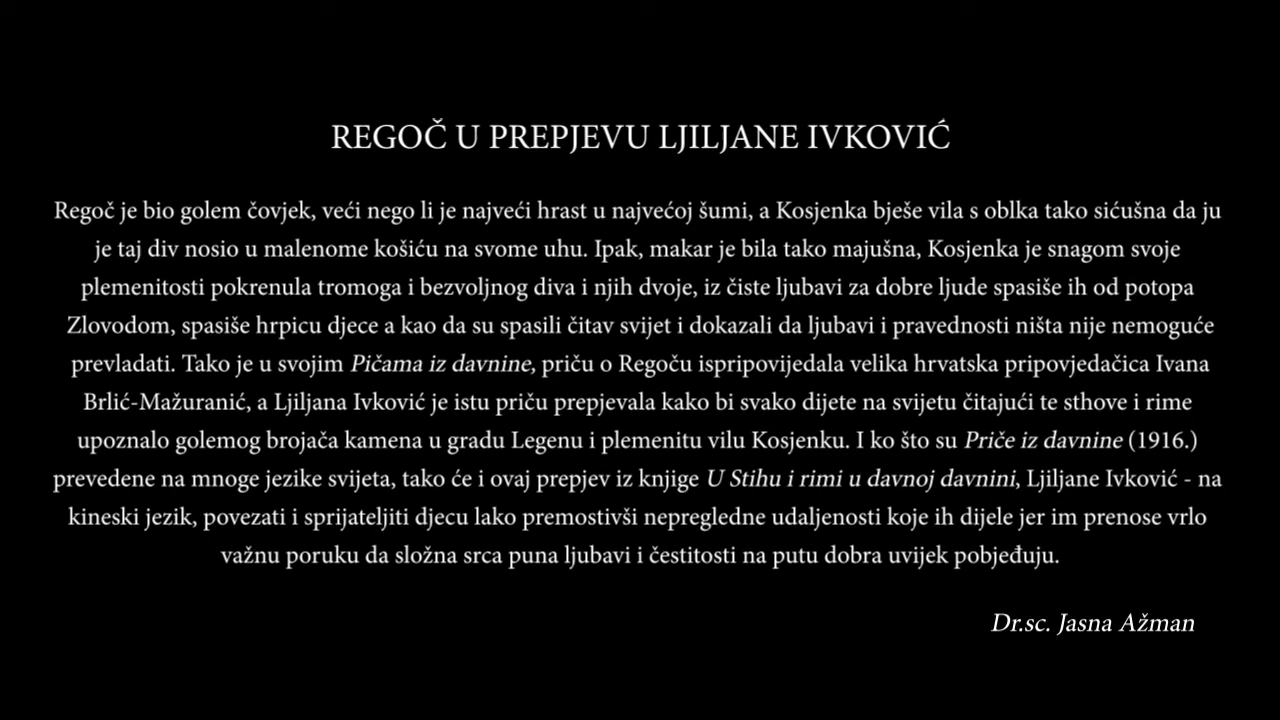 REGOČ U PREPJEVU LJILJANE IVKOVIĆ
Regoč je bio golem čovjek, veći nego li je najveći hrast u najvećoj šumi, a Kosjenka bješe vila s oblka tako sićušna da ju
je taj div nosio u malenome košiću na svome uhu. Ipak, makar je bila tako majušna, Kosjenka je snagom svoje
plemenitosti pokrenula tromoga i bezvoljnog diva i njih dvoje, iz čiste ljubavi za dobre ljude spasiše ih od potopa
Zlovodom, spasiše hrpicu djece a kao da su spasili čitav svijet i dokazali da ljubavi i pravednosti ništa nije nemoguće
prevladati. Tako je u svojim Pičama iz davnine, priču o Regoču ispripovijedala velika hrvatska pripovjedačica Ivana
Brlić-Mažuranić, a Ljiljana Ivković je istu priču prepjevala kako bi svako dijete na svijetu čitajući te sthove i rime
upoznalo golemog brojača kamena u gradu Legenu i plemenitu vilu Kosjenku. I ko što su Priče iz davnine (1916.)
prevedene na mnoge jezike svijeta, tako će i ovaj prepjev iz knjige U Stihu i rimi u davnoj davnini, Ljiljane Ivković - na
kineski jezik, povezati i sprijateljiti djecu lako premostivši nepregledne udaljenosti koje ih dijele jer im prenose vrlo
važnu poruku da složna srca puna ljubavi i čestitosti na putu dobra uvijek pobjeđuju.
Dr.sc. Jasna Ažman